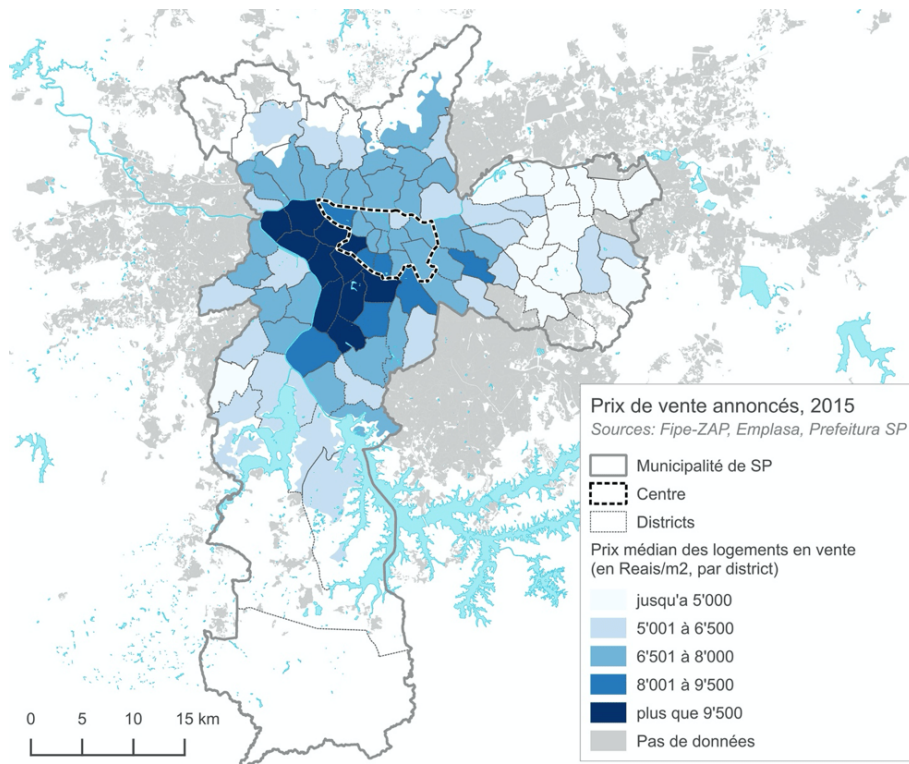 Prix de vente annoncés, 2015
Sources: Fipe-ZAP, Emplasa, Prefeitura SP
Municipalité de SP
Centre
Districts
Prix médian des logements en vente
(en Reais/m2, par district)
jusqu'a 5'000
5'001 à 6'500
6'501 à 8'000
8'001 à 9'500
plus que 9'500
Pas de données
0 5 10 15 km